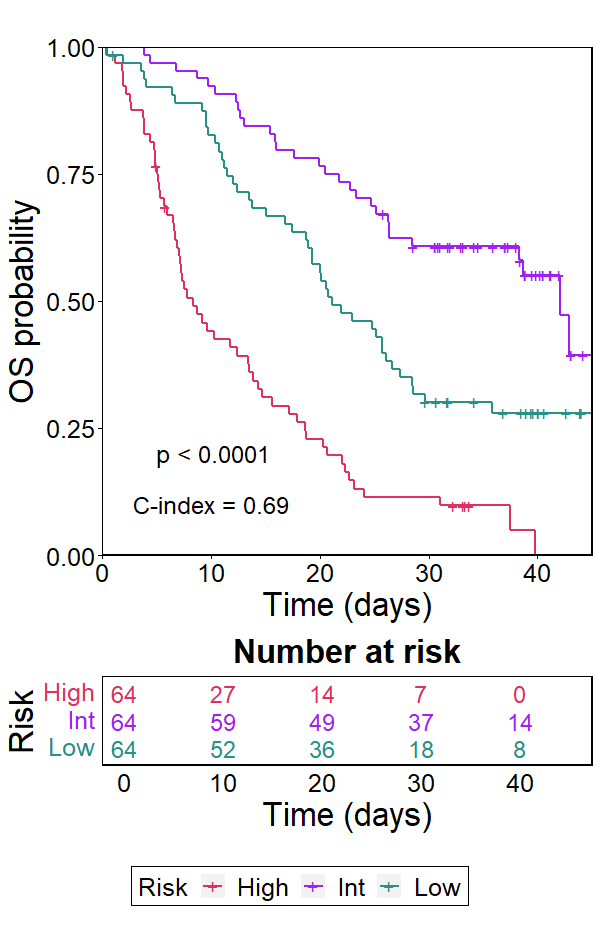 1.00
0.75
0.50
0.25
0.00
OS probability
p < 0.0001
C-index = 0.69
0 10 20 30 40
Time (days)
Number at risk
Risk
High 64 27 14 7 0
Int 64 59 49 37 14
Low 64 52 36 18 8
0 10 20 30 40
Time (days)
Risk High Int Low